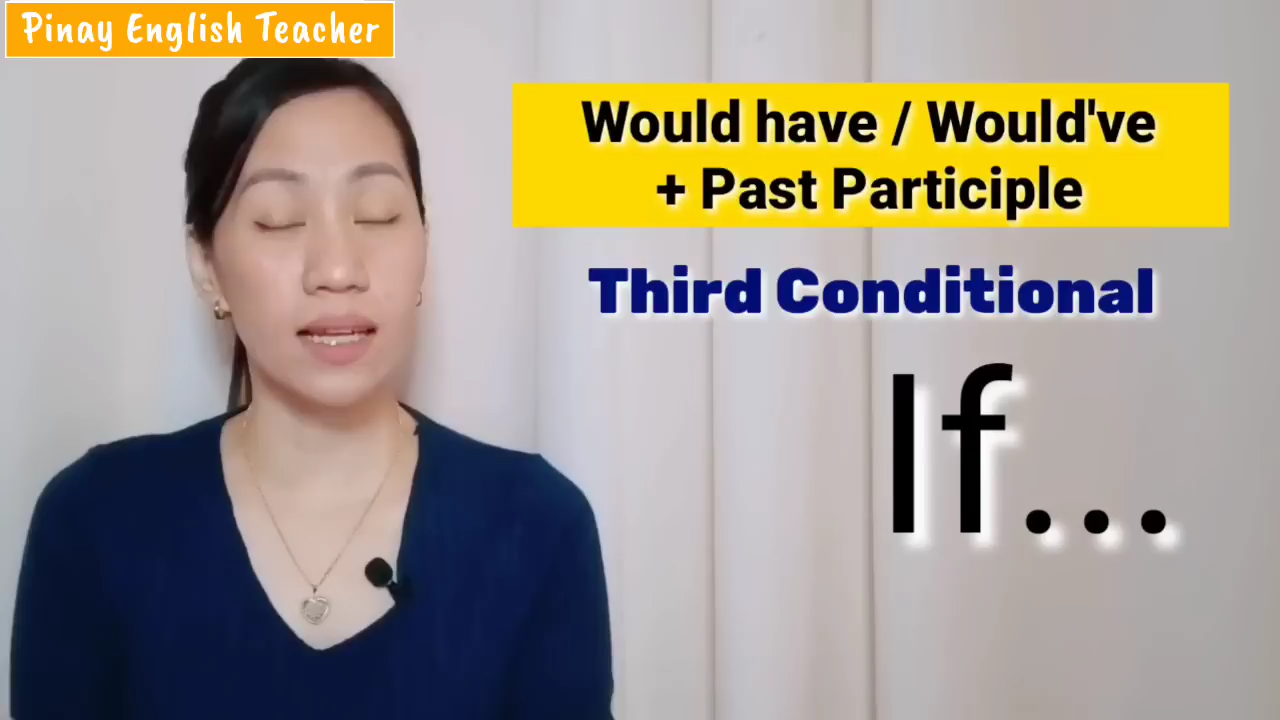 Pinay English Teacher
Would have / Would've
+ Past Participle
Third Conditional
If...